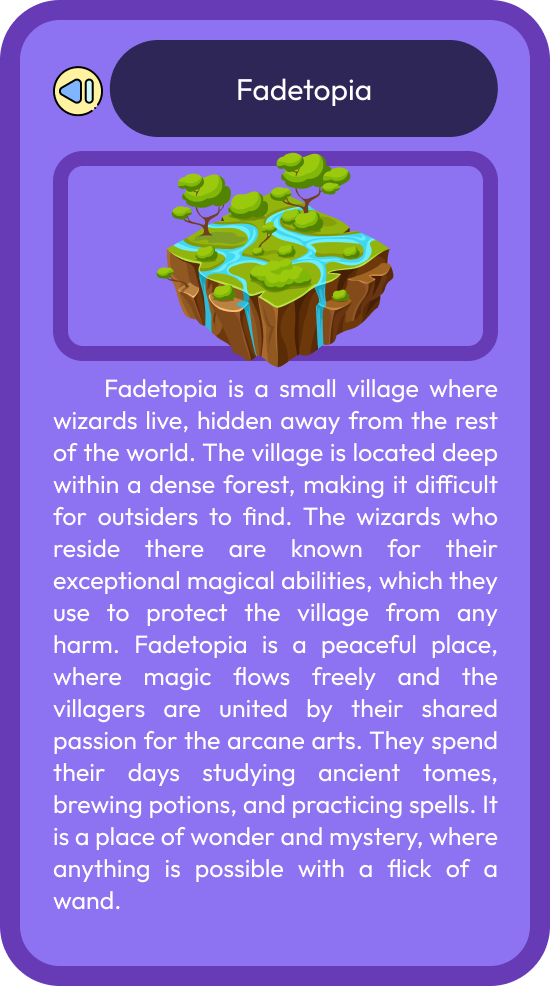 Fadetopia
Fadetopia is a small village where
wizards live, hidden away from the rest
of the world. The village is located deep
within a dense forest, making it difficult
for outsiders to find. The wizards who
reside there are known for their
exceptional magical abilities, which they
use to protect the village from any
harm. Fadetopia is a peaceful place,
where magic flows freely and the
villagers are united by their shared
passion for the arcane arts. They spend
their days studying ancient tomes,
brewing potions, and practicing spells. It
is a place of wonder and mystery, where
anything is possible with a flick of a
wand.